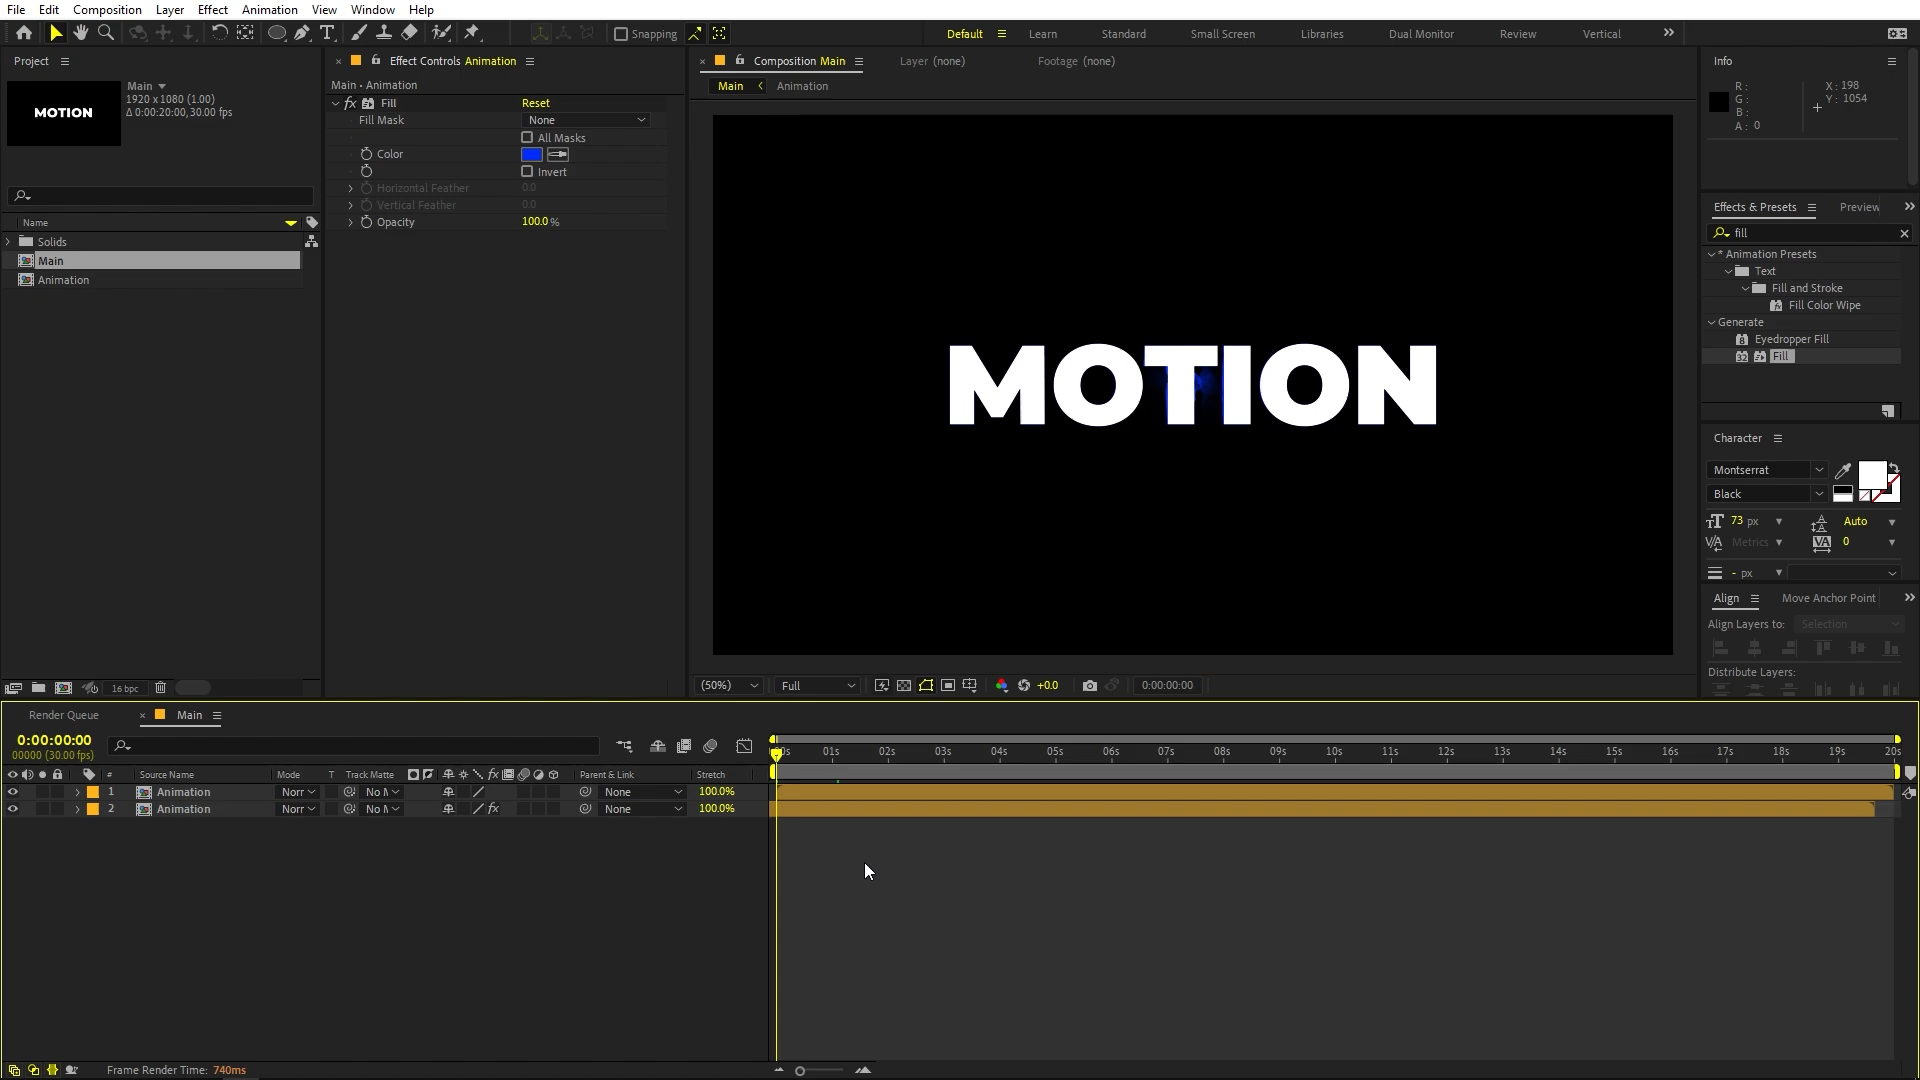 File Edit Composition Layer Effect Animation View Window Help
Snapping Default Learn Standard Small Screen Libraries Dual Monitor Review Vertical
Project
Main
1920 x 1080 (1.00)
Δ 0:00:20:00, 30.00 fps
MOTION
Name
Solids
Main
Animation
16 bpc
Effect Controls Animation
Main • Animation
fx Fill Reset
Fill Mask None
All Masks
Color
Invert
Horizontal Feather 0.0
Vertical Feather 0.0
Opacity 100.0 %
Composition Main Layer (none) Footage (none)
Main Animation
MOTION
(50%) Full +0.0 0:00:00:00
Info
R :
G :
B :
A : 0
X : 198
Y : 1054
Effects & Presets Preview
fill
* Animation Presets
Text
Fill and Stroke
Fill Color Wipe
Generate
Eyedropper Fill
Fill
Character
Montserrat
Black
73 px Auto
Metrics 0
- px
Align Move Anchor Point
Align Layers to: Selection
Distribute Layers:
Render Queue Main
0:00:00:00
00000 (30.00 fps)
# Source Name Mode T Track Matte fx Parent & Link Stretch
1 Animation Norr No None 100.0%
2 Animation Norr No fx None 100.0%
01s 02s 03s 04s 05s 06s 07s 08s 09s 10s 11s 12s 13s 14s 15s 16s 17s 18s 19s 20s
Frame Render Time: 740ms